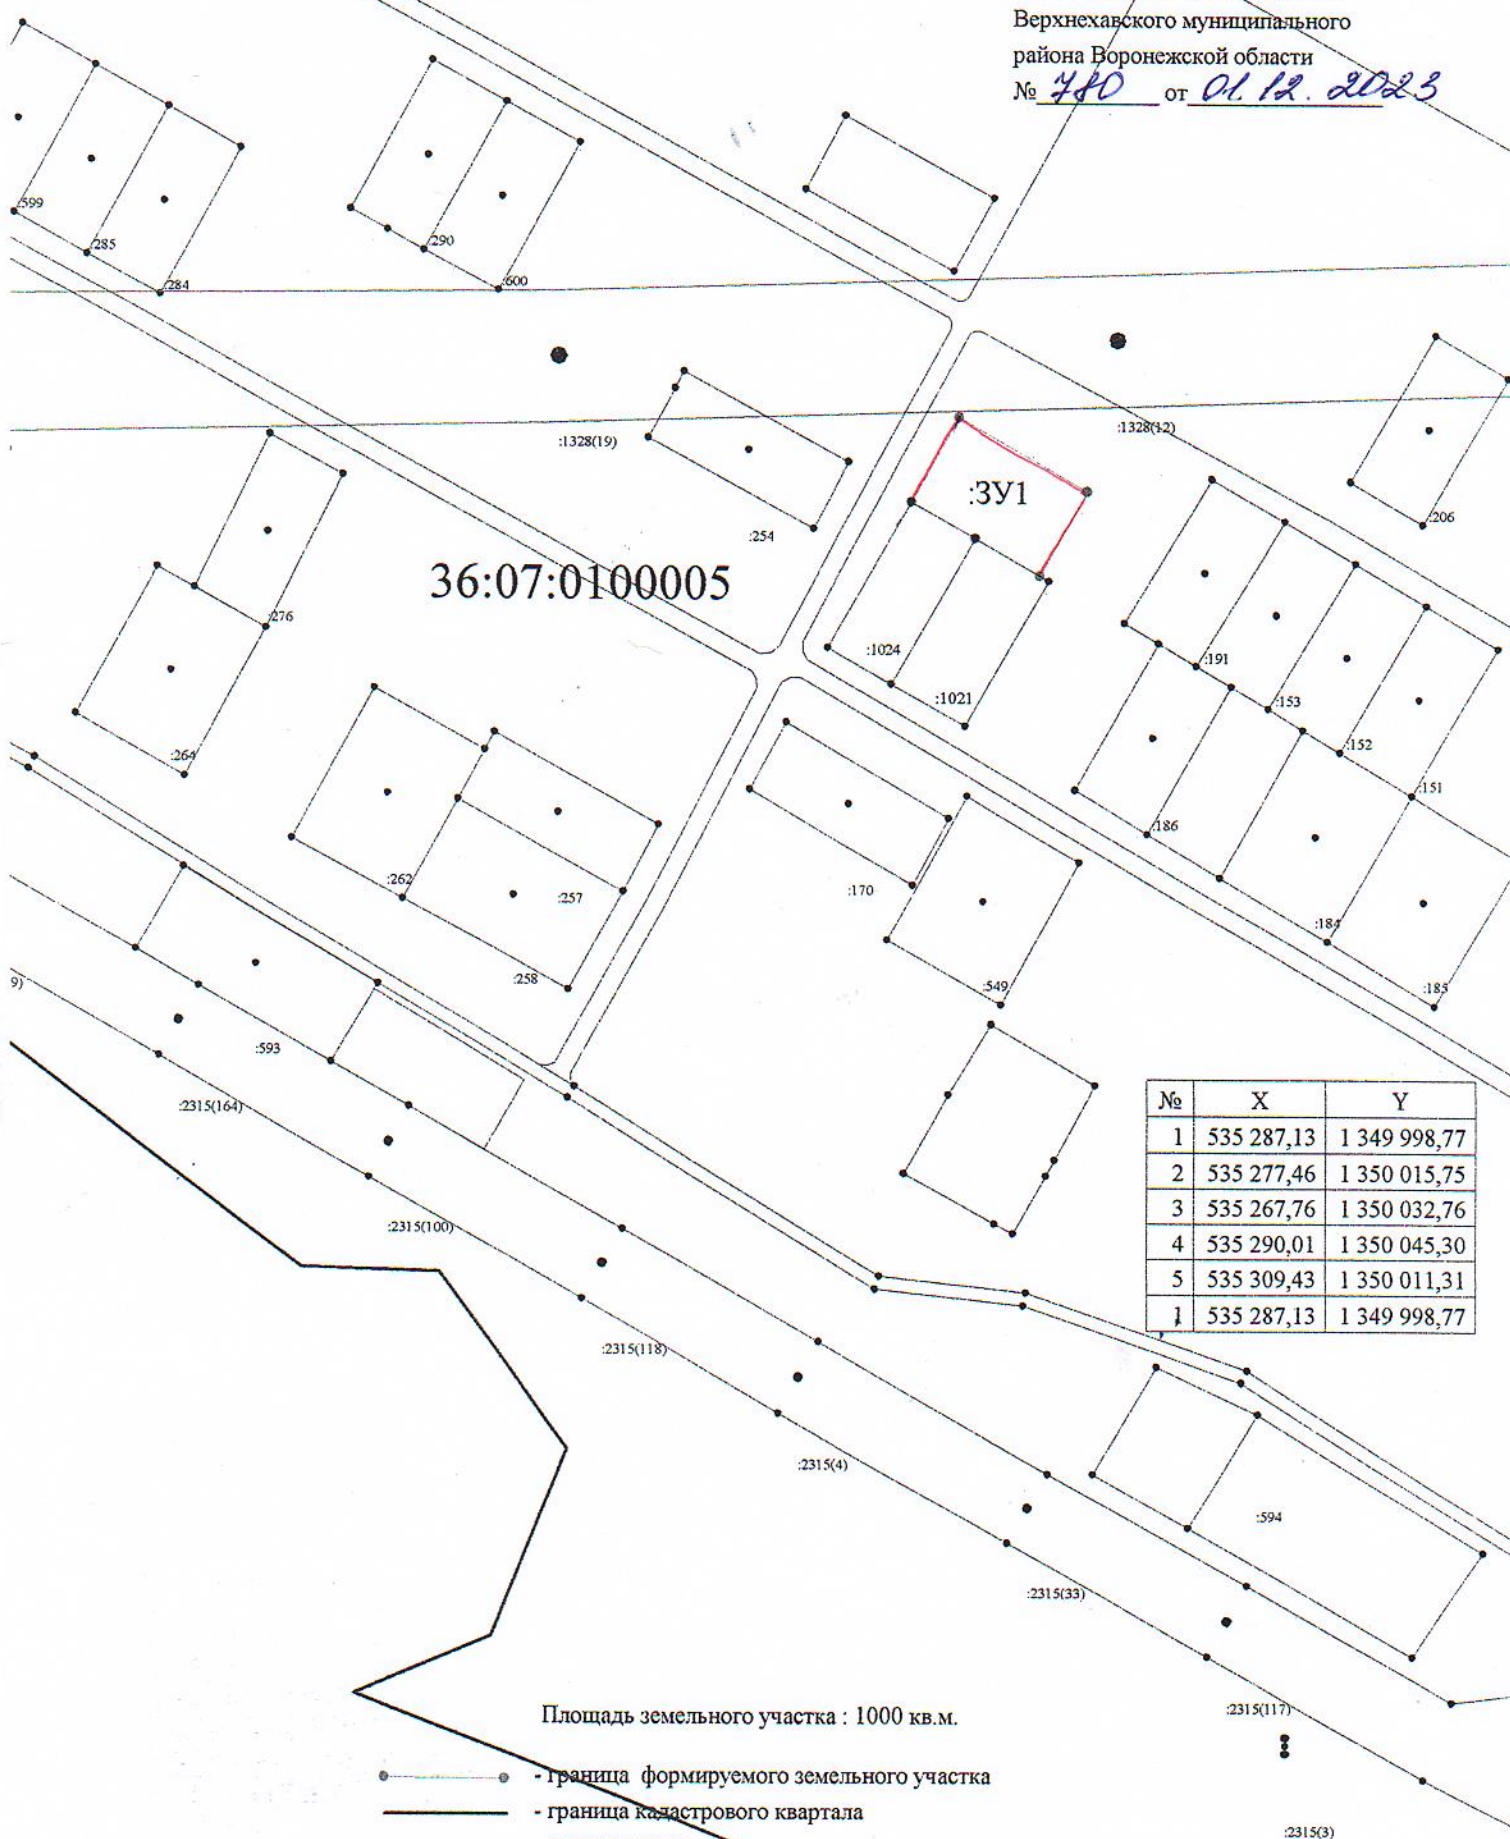 Верхнехавского муниципального
района Воронежской области
№ 780 от 01.12.2023
:599
:285
:284
:290
:600
:1328(19)
:1328(12)
:254
:ЗУ1
:206
36:07:0100005
:276
:264
:1024
:1021
:191
:153
:152
:151
:186
:184
:185
:262
:257
:258
:170
:549
9)
:593
:2315(164)
:2315(100)
:2315(118)
:2315(4)
№ X Y
1 535 287,13 1 349 998,77
2 535 277,46 1 350 015,75
3 535 267,76 1 350 032,76
4 535 290,01 1 350 045,30
5 535 309,43 1 350 011,31
1 535 287,13 1 349 998,77
:594
:2315(33)
:2315(117)
:2315(3)
Площадь земельного участка : 1000 кв.м.
- граница формируемого земельного участка
- граница кадастрового квартала